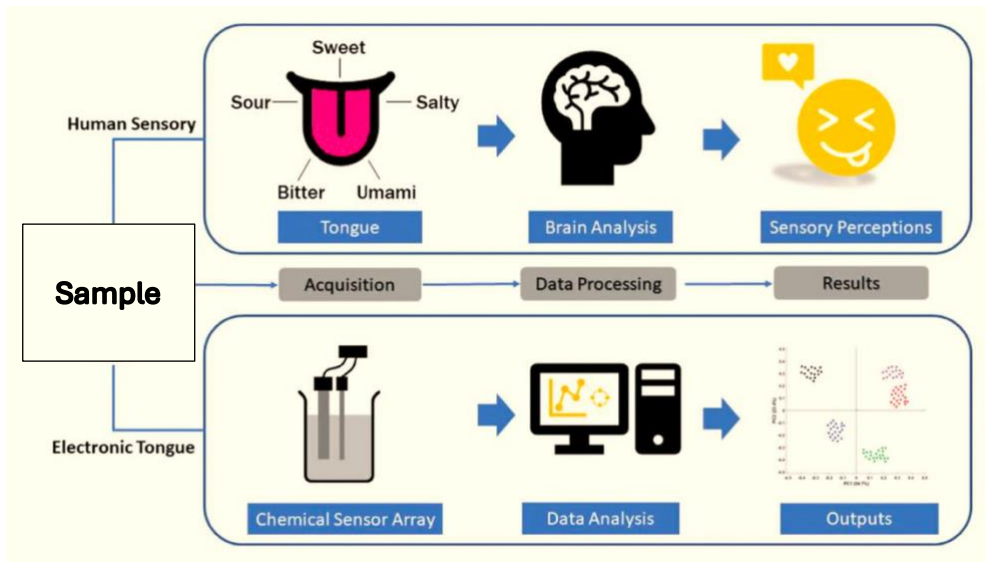 Sweet
Sour
Salty
Human Sensory
Bitter
Umami
Tongue
Brain Analysis
Sensory Perceptions
Sample
Acquisition
Data Processing
Results
Electronic Tongue
Chemical Sensor Array
Data Analysis
Outputs